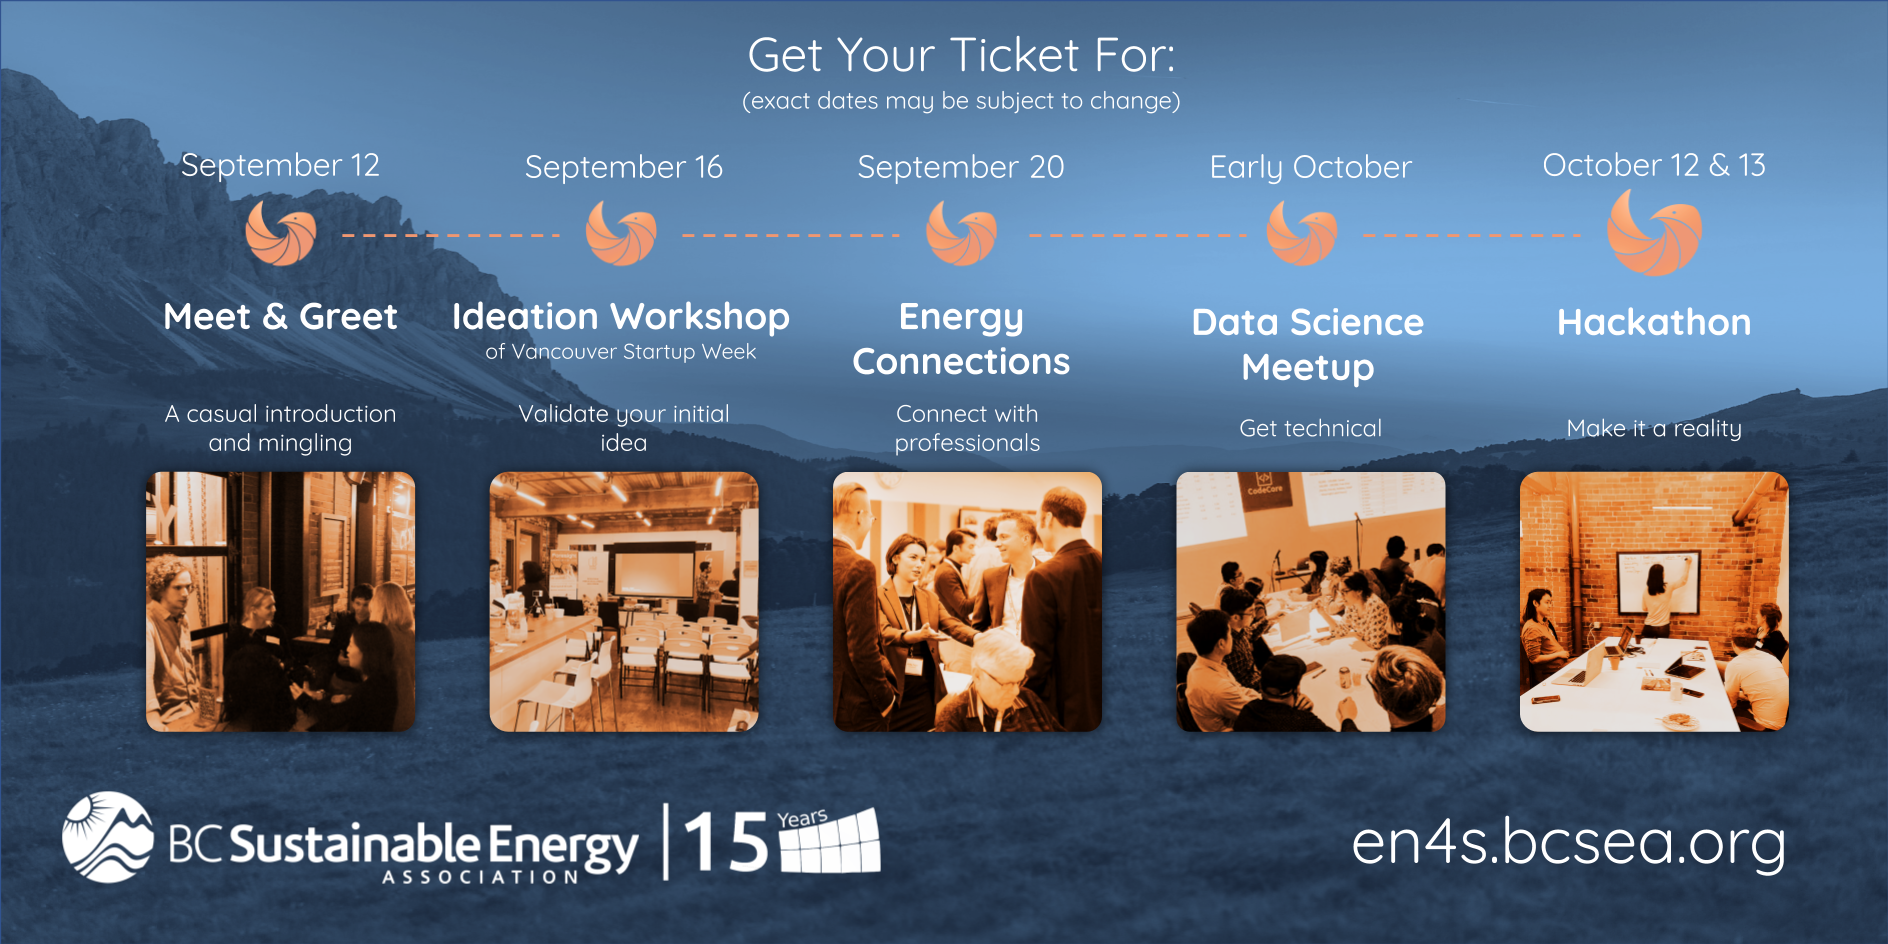 Get Your Ticket For:
(exact dates may be subject to change)
September 12
September 16
September 20
Early October
October 12 & 13
Meet & Greet
Ideation Workshop
of Vancouver Startup Week
Energy
Connections
Data Science
Meetup
Hackathon
A casual introduction
and mingling
Validate your initial
idea
Connect with
professionals
Get technical
Make it a reality
CodeCore
BC Sustainable Energy
ASSOCIATION
15 Years
en4s.bcsea.org